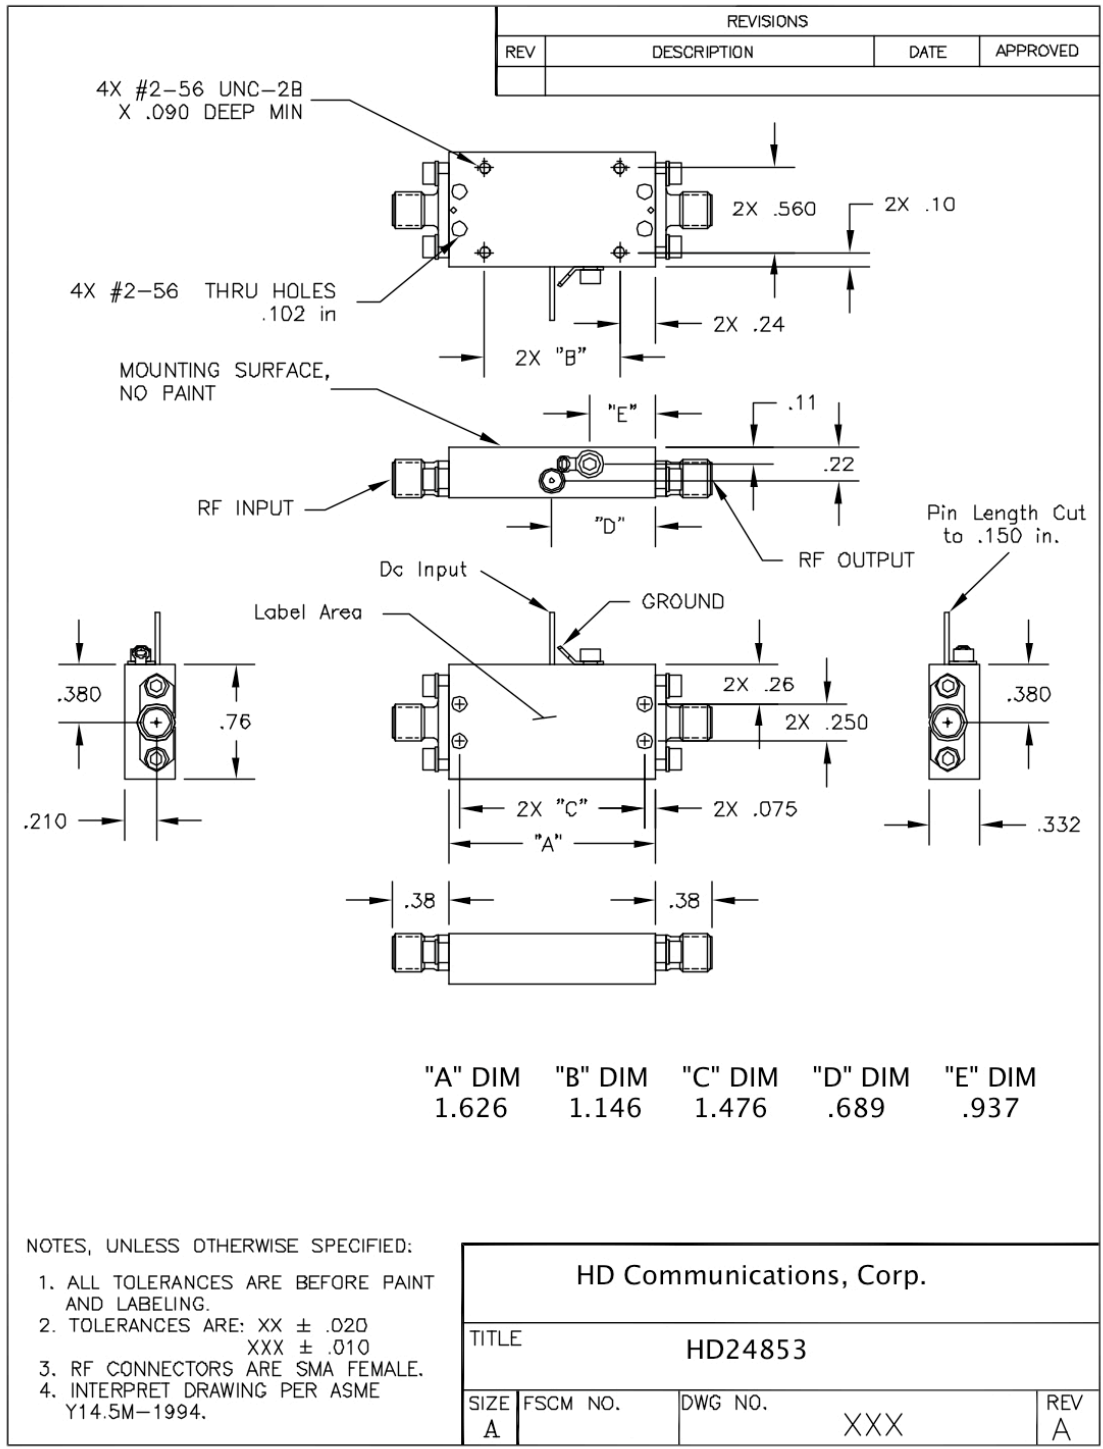 REVISIONS
REV DESCRIPTION DATE APPROVED
4X #2-56 UNC-2B
X .090 DEEP MIN
2X .560
2X .10
4X #2-56 THRU HOLES
.102 in
2X .24
2X "B"
MOUNTING SURFACE,
NO PAINT
"E"
.11
.22
RF INPUT
"D"
RF OUTPUT
Pin Length Cut
to .150 in.
Dc Input
GROUND
Label Area
.380
.76
2X .26
2X .250
.380
.210
2X "C"
2X .075
.332
"A"
.38
.38
"A" DIM "B" DIM "C" DIM "D" DIM "E" DIM
1.626 1.146 1.476 .689 .937
NOTES, UNLESS OTHERWISE SPECIFIED:
1. ALL TOLERANCES ARE BEFORE PAINT
AND LABELING.
2. TOLERANCES ARE: XX ± .020
XXX ± .010
3. RF CONNECTORS ARE SMA FEMALE.
4. INTERPRET DRAWING PER ASME
Y14.5M-1994.
HD Communications, Corp.
TITLE
HD24853
SIZE FSCM NO. DWG NO. REV
A XXX A